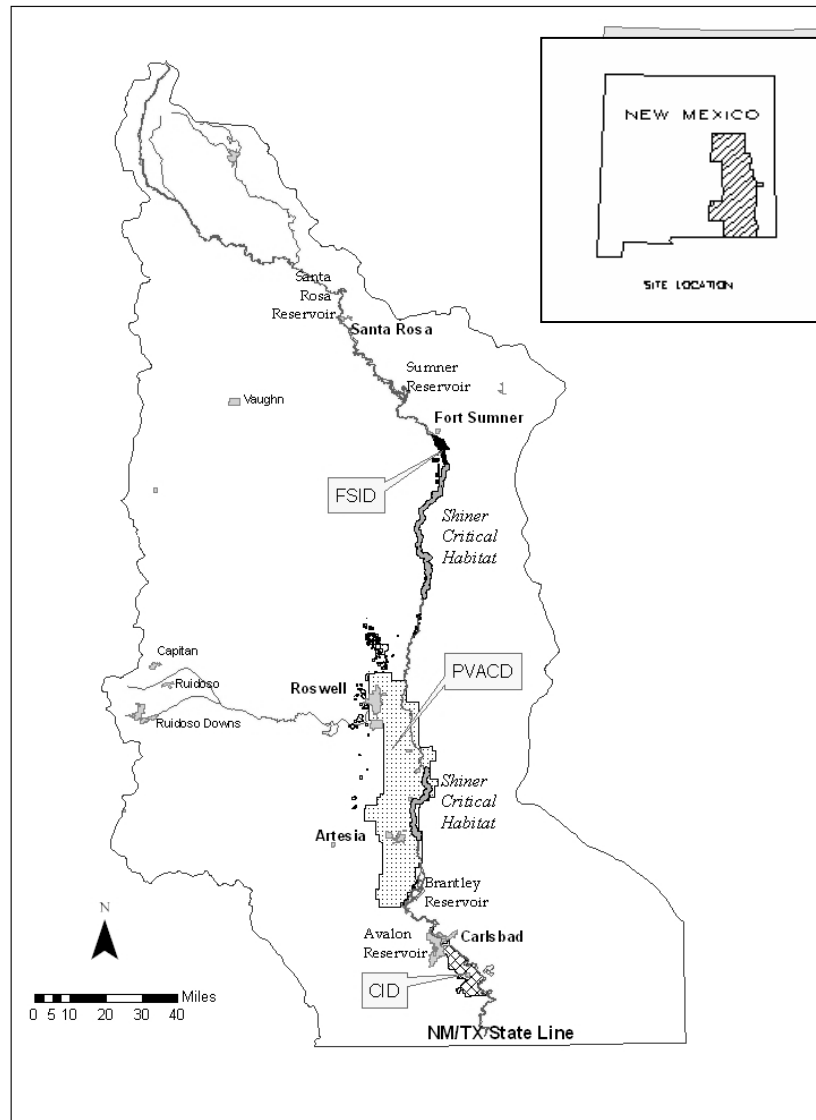 NEW MEXICO
SITE LOCATION
Santa
Rosa
Reservoir
Santa Rosa
Sumner
Reservoir
Vaughn
Fort Sumner
FSID
Shiner
Critical
Habitat
Capitan
Ruidoso
Roswell
PVACD
Ruidoso Downs
Shiner
Critical
Habitat
Artesia
Brantley
Reservoir
N
Avalon
Reservoir
Carlsbad
CID
Miles
0 5 10 20 30 40
NM/TX State Line